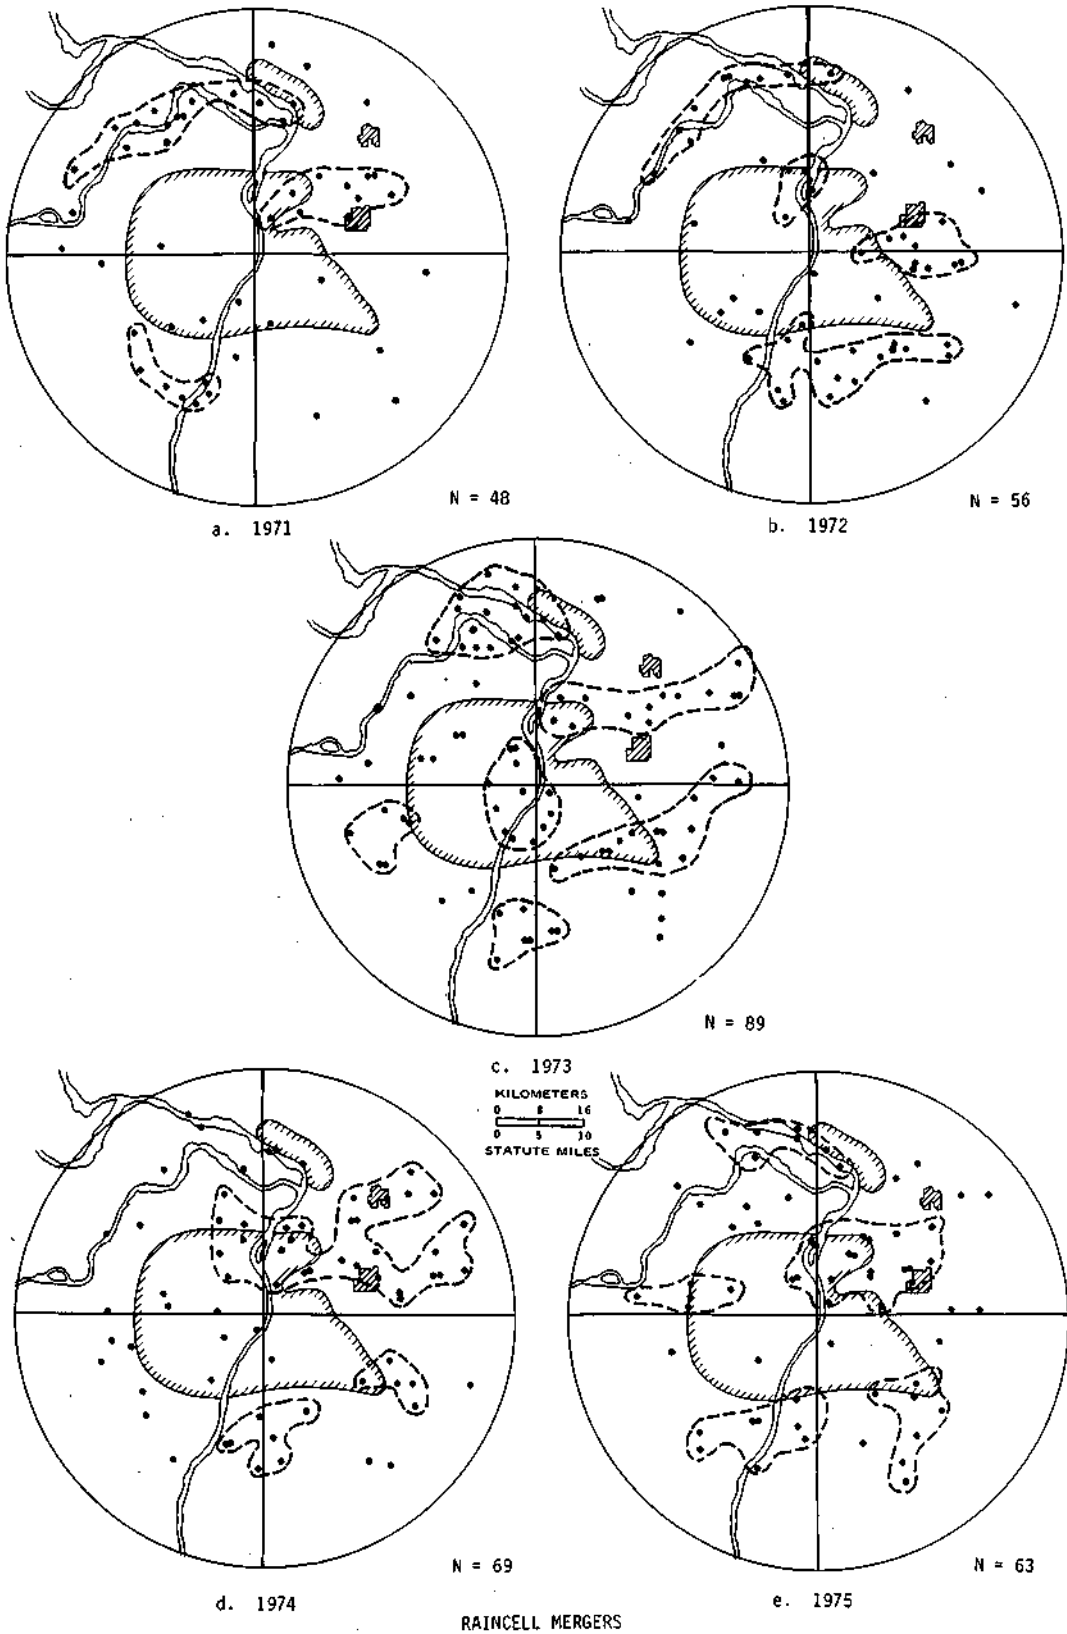 N = 48
a. 1971
N = 56
b. 1972
N = 89
c. 1973
KILOMETERS
0 8 16
0 5 10
STATUTE MILES
N = 69
d. 1974
N = 63
e. 1975
RAINCELL MERGERS